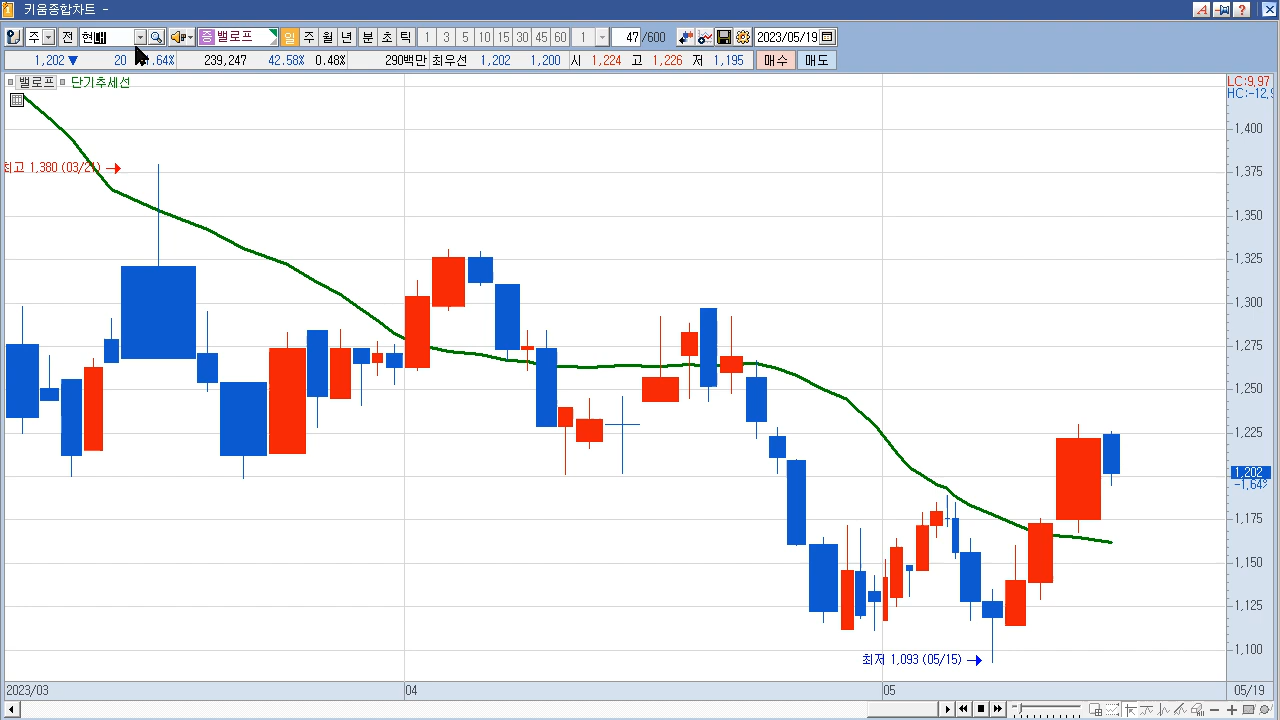 키움종합차트 -
주 전 현 증 밸로프 일 주 월 년 분 초 틱 1 3 5 10 15 30 45 60 1 47 /600 2023/05/19
1,202 ▼ 20 1.64% 239,247 42.58% 0.48% 290백만 최우선 1,202 1,200 시 1,224 고 1,226 저 1,195 매수 매도
밸로프 단기추세선
LC:9,97
HC:-12,9
1,400
최고 1,380 (03/21) →
1,375
1,350
1,325
1,300
1,275
1,250
1,225
1,202
-1,64%
1,175
1,150
1,125
최저 1,093 (05/15) →
1,100
2023/03 04 05 05/19